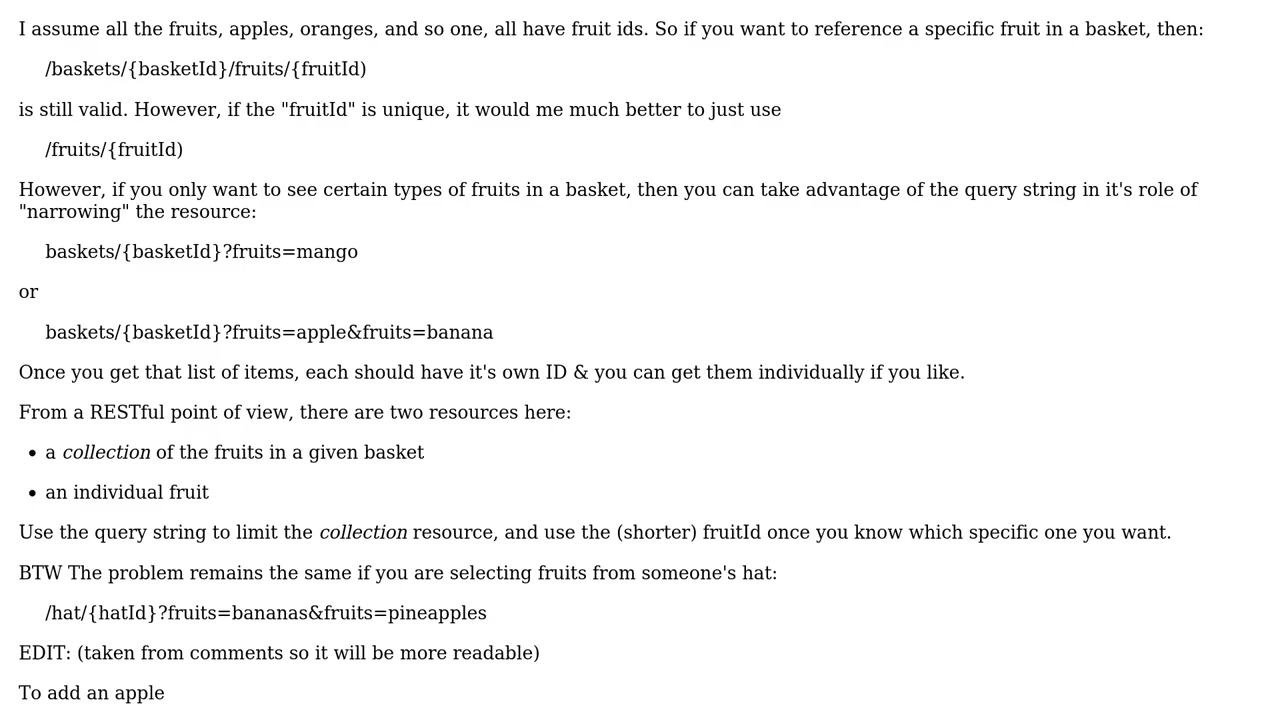 I assume all the fruits, apples, oranges, and so one, all have fruit ids. So if you want to reference a specific fruit in a basket, then:
/baskets/{basketId}/fruits/{fruitId)
is still valid. However, if the "fruitId" is unique, it would me much better to just use
/fruits/{fruitId)
However, if you only want to see certain types of fruits in a basket, then you can take advantage of the query string in it's role of
"narrowing" the resource:
baskets/{basketId}?fruits=mango
or
baskets/{basketId}?fruits=apple&fruits=banana
Once you get that list of items, each should have it's own ID & you can get them individually if you like.
From a RESTful point of view, there are two resources here:
• a collection of the fruits in a given basket
• an individual fruit
Use the query string to limit the collection resource, and use the (shorter) fruitId once you know which specific one you want.
BTW The problem remains the same if you are selecting fruits from someone's hat:
/hat/{hatId}?fruits=bananas&fruits=pineapples
EDIT: (taken from comments so it will be more readable)
To add an apple